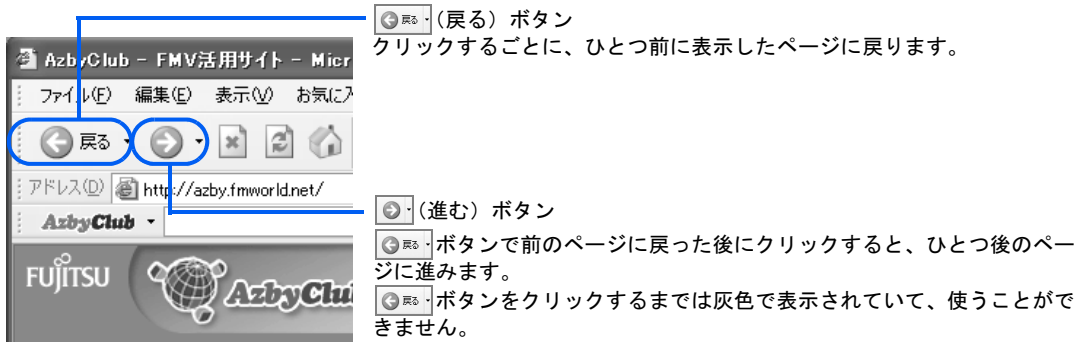 戻る (戻る) ボタン
クリックするごとに、ひとつ前に表示したページに戻ります。
AzbyClub - FMV活用サイト - Micr
ファイル(F) 編集(E) 表示(V) お気に入
戻る
アドレス(D) http://azby.fmworld.net/
AzbyClub
FUJITSU AzbyClu
(進む) ボタン
戻る ボタンで前のページに戻った後にクリックすると、ひとつ後のペー
ジに進みます。
戻る ボタンをクリックするまでは灰色で表示されていて、使うことがで
きません。